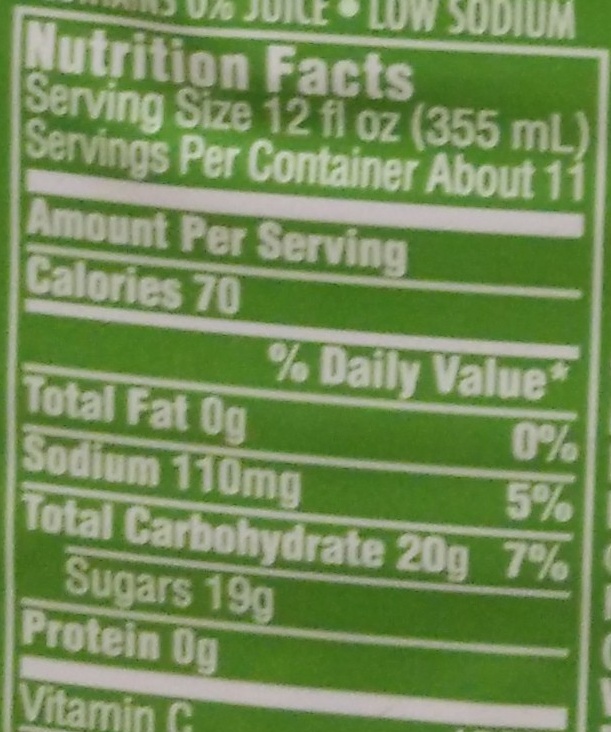 0% JUICE • LOW SODIUM
Nutrition Facts
Serving Size 12 fl oz (355 mL)
Servings Per Container About 11
Amount Per Serving
Calories 70
% Daily Value*
Total Fat 0g 0%
Sodium 110mg 5%
Total Carbohydrate 20g 7%
Sugars 19g
Protein 0g
Vitamin C